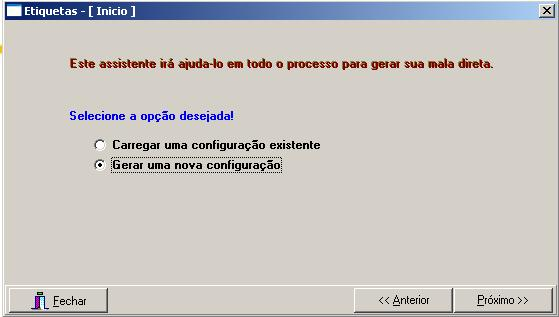 Etiquetas - [ Inicio ]
Este assistente irá ajuda-lo em todo o processo para gerar sua mala direta.
Selecione a opção desejada!
Carregar uma configuração existente
Gerar uma nova configuração
Fechar
<< Anterior
Próximo >>